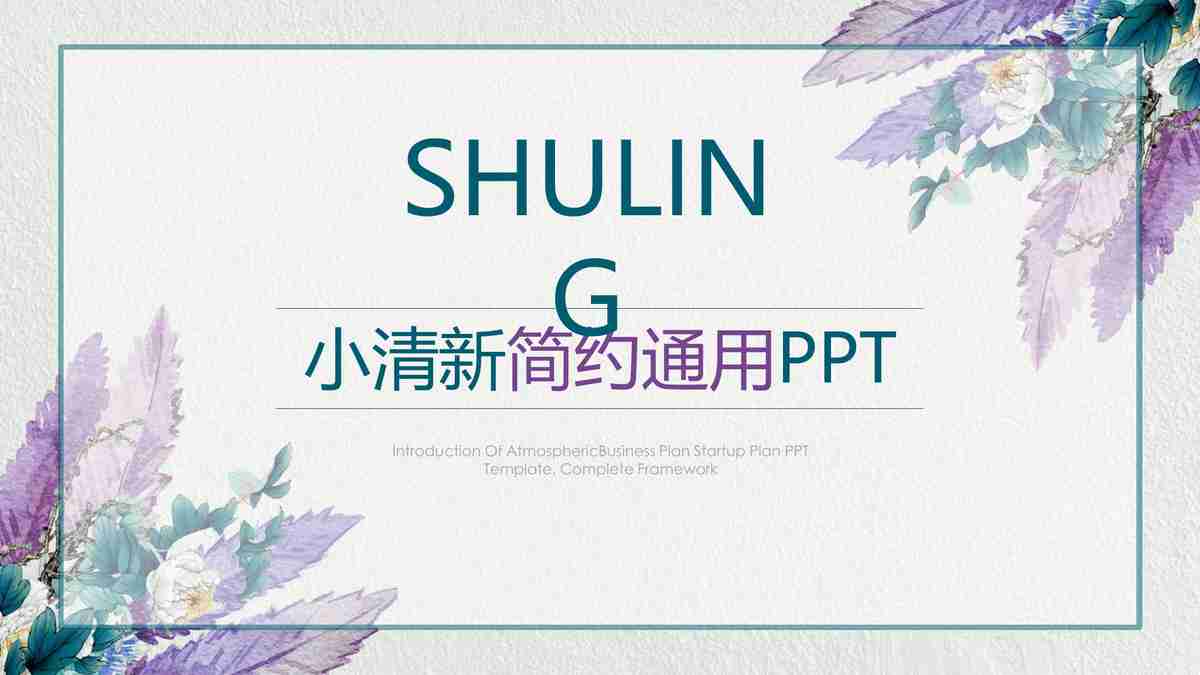 SHULIN
G
小清新简约通用PPT
Introduction Of AtmosphericBusiness Plan Startup Plan PPT
Template, Complete Framework